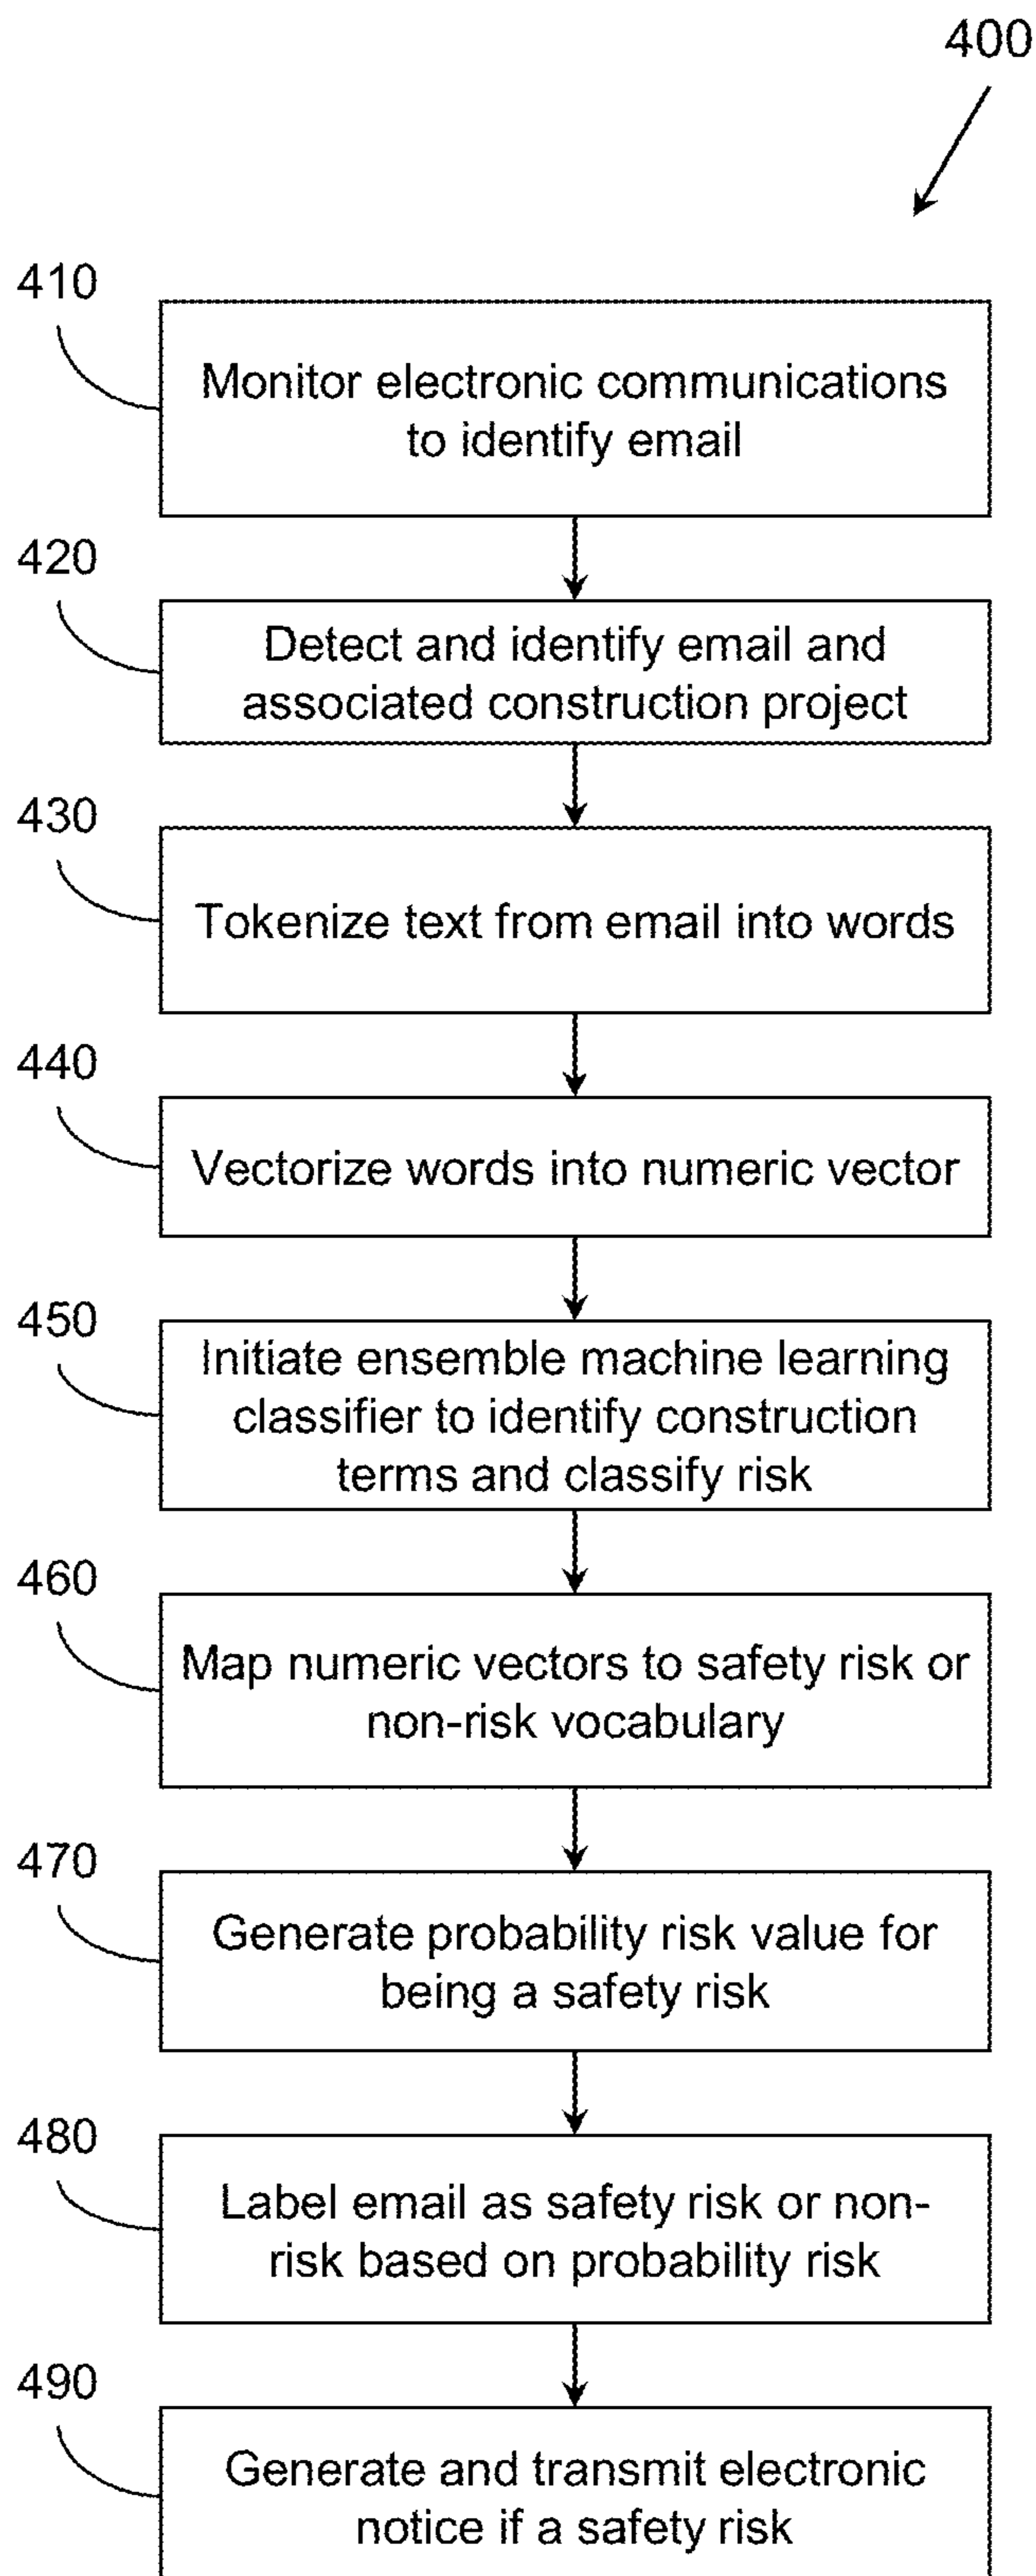 400
410
Monitor electronic communications
to identify email
420
Detect and identify email and
associated construction project
430
Tokenize text from email into words
440
Vectorize words into numeric vector
450
Initiate ensemble machine learning
classifier to identify construction
terms and classify risk
460
Map numeric vectors to safety risk or
non-risk vocabulary
470
Generate probability risk value for
being a safety risk
480
Label email as safety risk or non-
risk based on probability risk
490
Generate and transmit electronic
notice if a safety risk